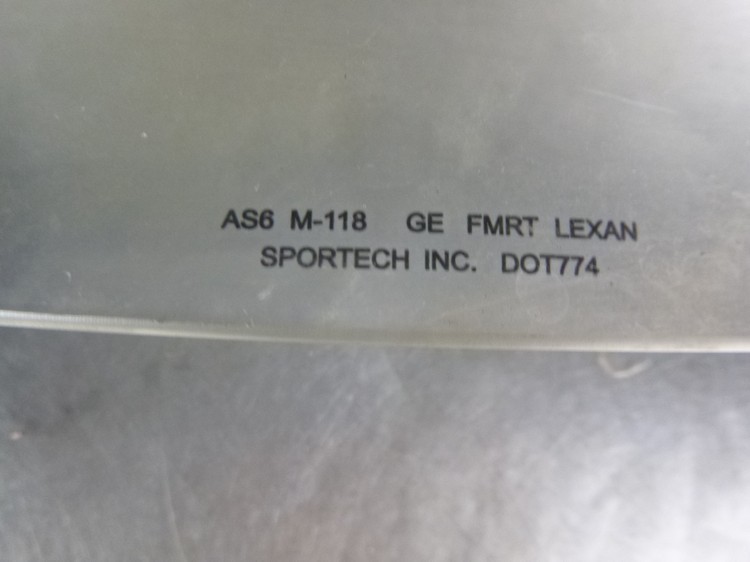 AS6 M-118 GE FMRT LEXAN
SPORTECH INC. DOT774